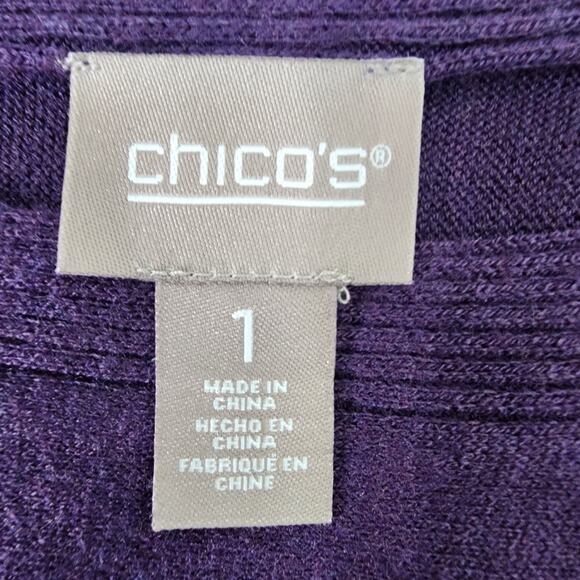 chico's®
1
MADE IN
CHINA
HECHO EN
CHINA
FABRIQUÉ EN
CHINE